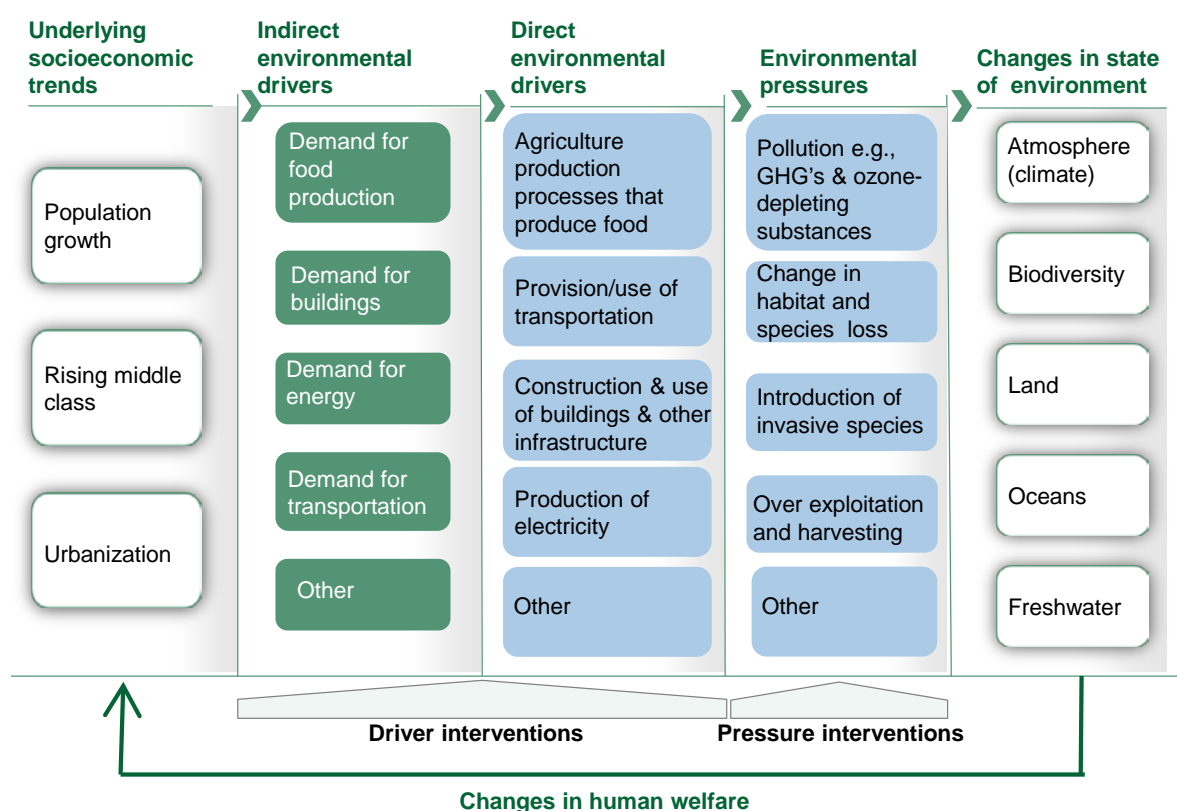 Underlying
socioeconomic
trends
Indirect
environmental
drivers
Direct
environmental
drivers
Environmental
pressures
Changes in state
of environment
Population
growth
Rising middle
class
Urbanization
Demand for
food
production
Demand for
buildings
Demand for
energy
Demand for
transportation
Other
Agriculture
production
processes that
produce food
Provision/use of
transportation
Construction & use
of buildings & other
infrastructure
Production of
electricity
Other
Pollution e.g.,
GHG's & ozone-
depleting
substances
Change in
habitat and
species loss
Introduction of
invasive species
Over exploitation
and harvesting
Other
Atmosphere
(climate)
Biodiversity
Land
Oceans
Freshwater
Driver interventions
Pressure interventions
Changes in human welfare